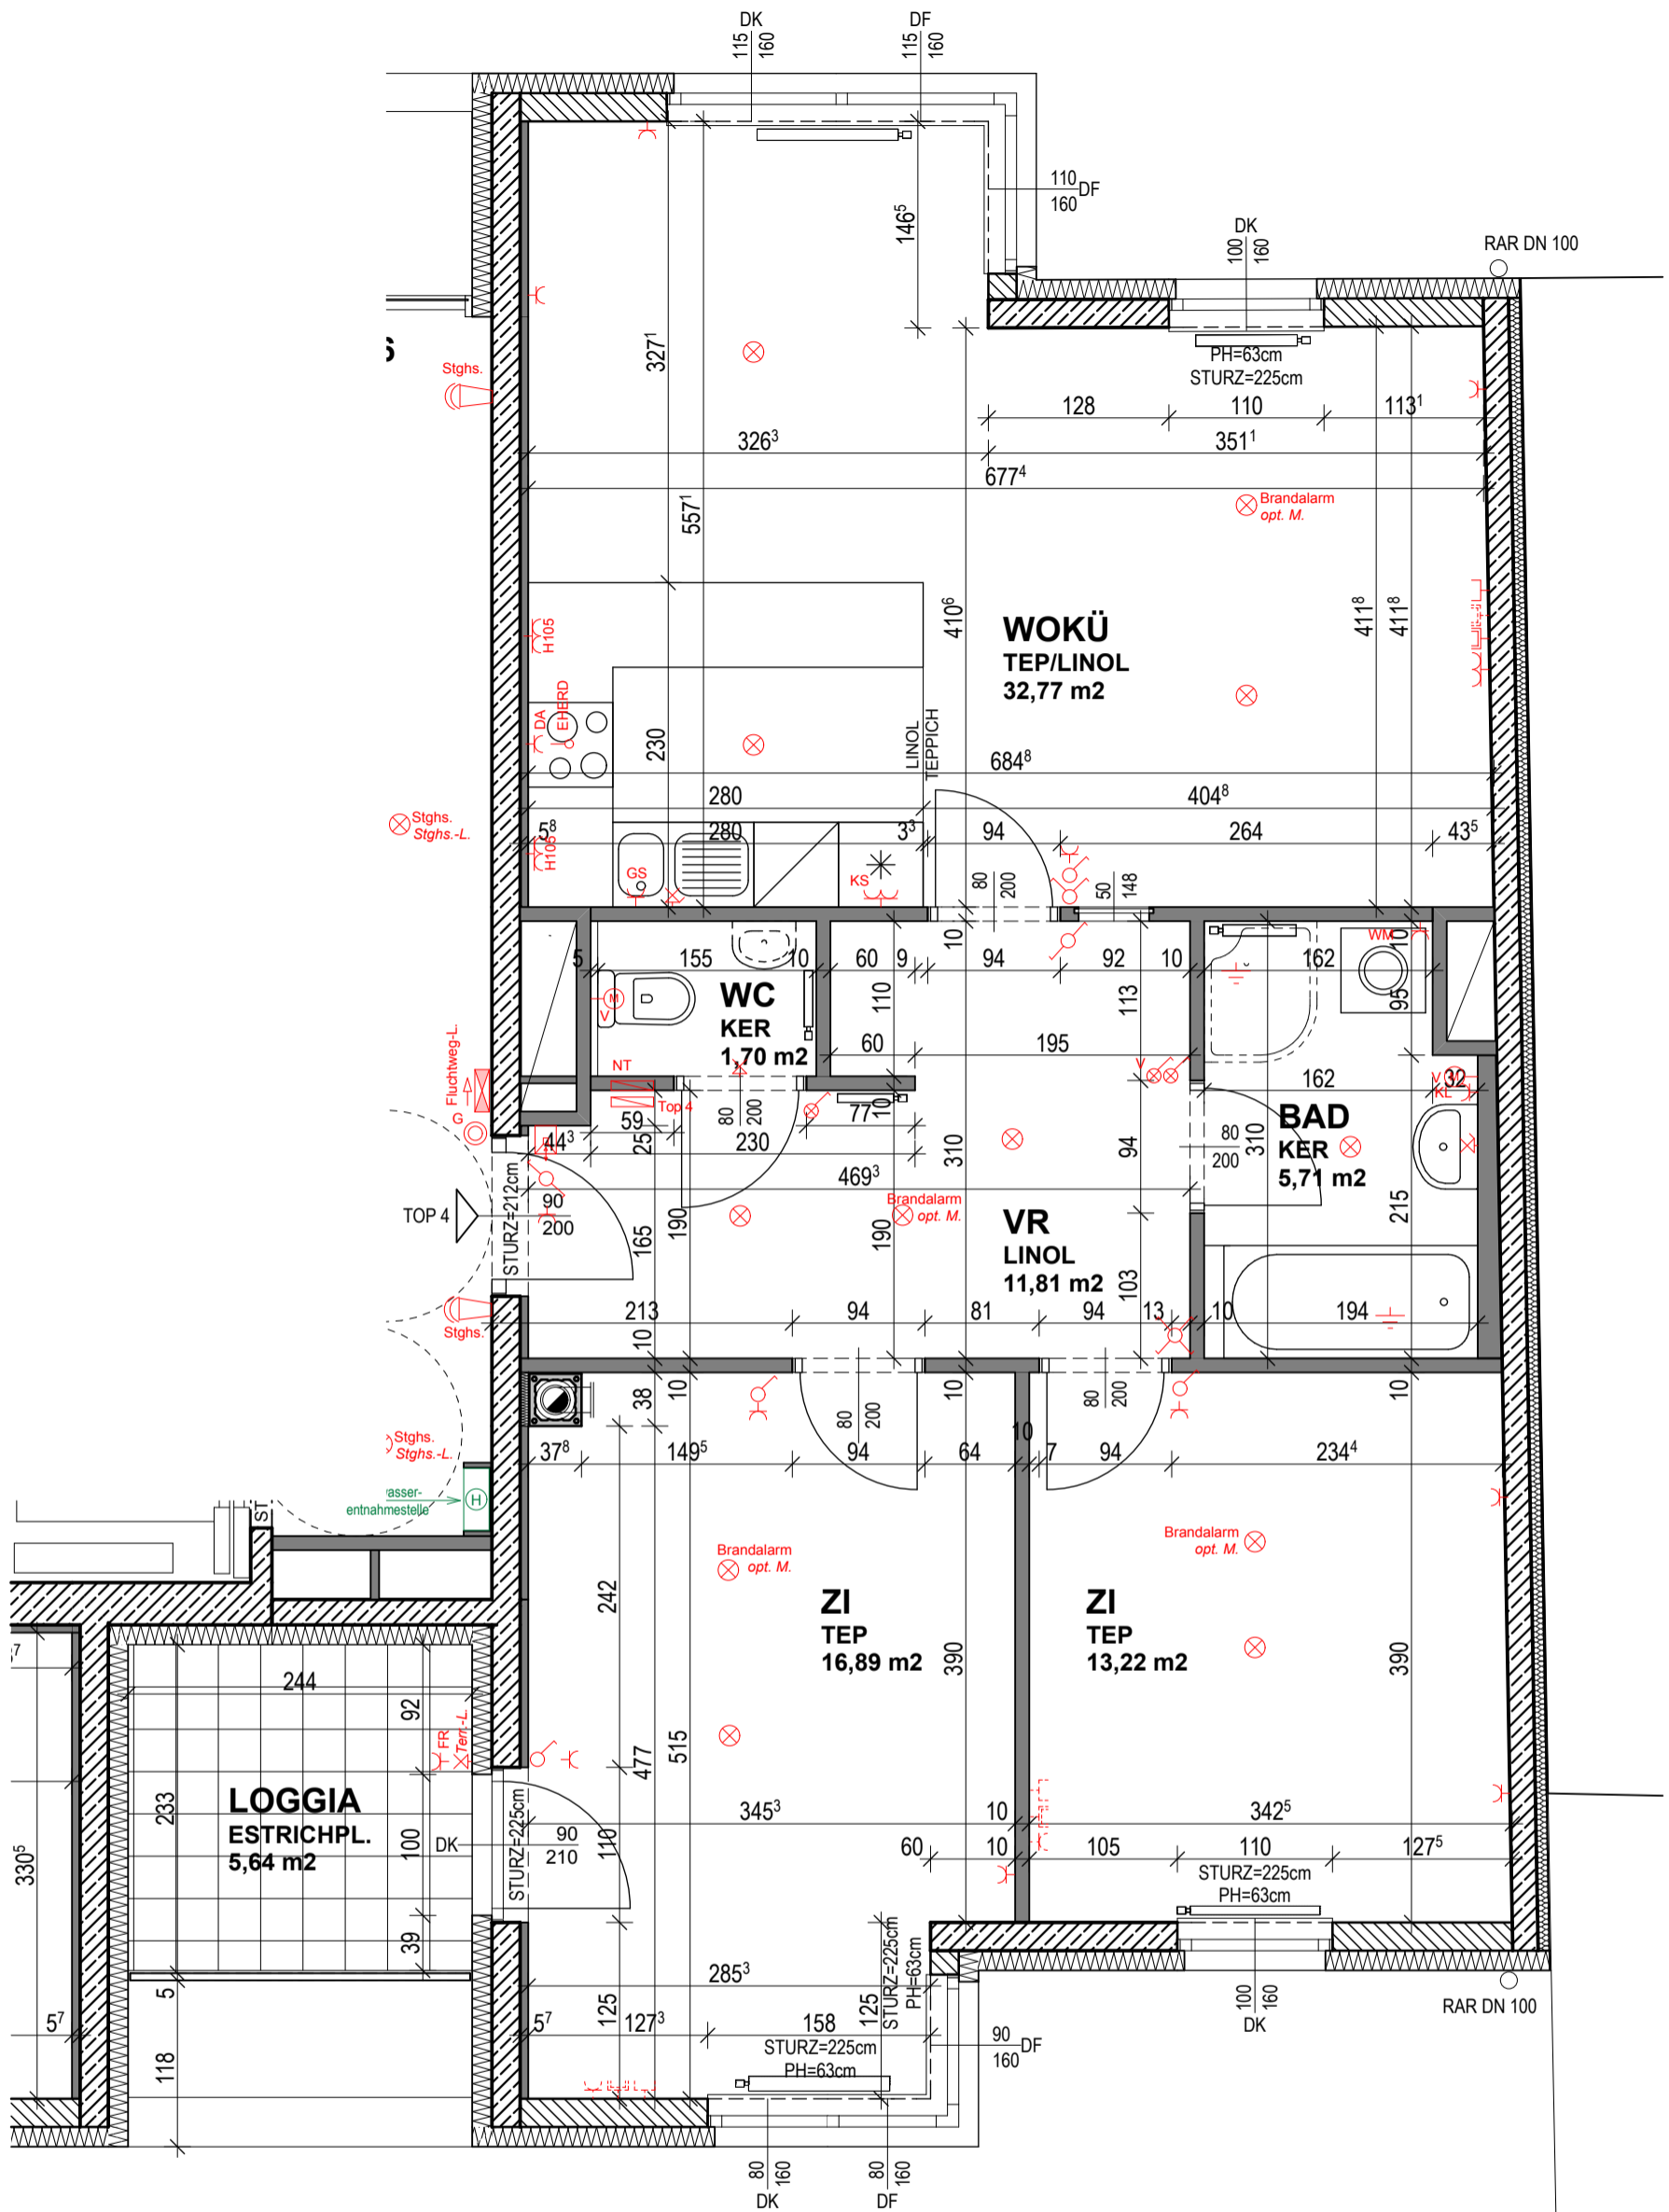 DK
115
160
DF
115
160
110
160
DF
DK
100
160
RAR DN 100
146⁵
PH=63cm
STURZ=225cm
Stghs.
327¹
128
110
113¹
326³
351¹
677⁴
Brandalarm
opt. M.
557¹
410⁶
411⁸
411⁸
WOKÜ
TEP/LINOL
32,77 m2
H105
DA
EHERD
230
LINOL
TEPPICH
684⁸
280
404⁸
Stghs.
Stghs.-L.
5⁸
280
3³
94
264
43⁵
H105
GS
KS
80
200
50
148
10
WM
10
5
155
10
60
9
94
92
10
162
WC
KER
1,70 m2
M
V
110
113
95
60
195
Fluchtweg-L.
G
NT
Top 4
V
162
V
32
KL
59
25
80
200
77
10
44³
230
310
94
80
200
310
BAD
KER
5,71 m2
469³
TOP 4
STURZ=212cm
90
200
165
190
Brandalarm
opt. M.
190
VR
LINOL
11,81 m2
215
103
Stghs.
213
94
81
94
13
10
194
10
38
10
80
200
10
80
200
10
Stghs.
Stghs.-L.
37⁸
149⁵
94
64
10
7
94
234⁴
entnahmestelle
H
ST
Brandalarm
opt. M.
Brandalarm
opt. M.
242
ZI
TEP
16,89 m2
ZI
TEP
13,22 m2
390
390
244
92
FR
Terr.-L.
477
515
LOGGIA
ESTRICHPL.
5,64 m2
233
100
DK
STURZ=225cm
90
210
110
345³
10
342⁵
60
10
105
110
127⁵
STURZ=225cm
PH=63cm
330⁵
39
5
285³
STURZ=225cm
PH=63cm
100
160
DK
RAR DN 100
5⁷
118
5⁷
127³
125
158
125
STURZ=225cm
PH=63cm
90
160
DF
80
160
DK
80
160
DF